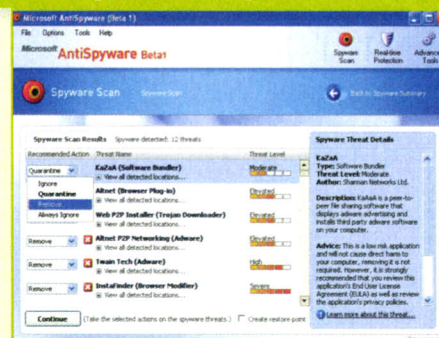 Microsoft AntiSpyware (Beta 1)
File Options Tools Help
Microsoft AntiSpyware Beta1
Spyware Scan
Real-time Protection
Advanced Tools
Spyware Scan
Spyware Scan
Back to Spyware Summary
Spyware Scan Results Spyware detected: 12 threats
Recommended Action Threat Name Threat Level
Quarantine KaZaA (Software Bundler) Moderate
View all detected locations...
Ignore
Quarantine
Remove
Always Ignore
Altnet (Browser Plug-in) Elevated
View all detected locations...
Web P2P Installer (Trojan Downloader) Elevated
View all detected locations...
Remove Altnet P2P Networking (Adware) Elevated
View all detected locations...
Remove Twain Tech (Adware) High
View all detected locations...
Remove InstaFinder (Browser Modifier) Severe
View all detected locations...
Continue (Take the selected actions on the spyware threats.) Create restore point
Spyware Threat Details
KaZaA
Type: Software Bundler
Threat Level: Moderate
Author: Sharman Networks Ltd.
Description: KaZaA is a peer-to-
peer file sharing software that
displays adware advertising and
installs third party adware software
on your computer.
Advice: This is a low risk application
and will not cause direct harm to
your computer, removing it is not
required. However, it is strongly
recommended that you review this
application's End User License
Agreement (EULA) as well as review
the application's privacy policies.
Learn more about this threat...